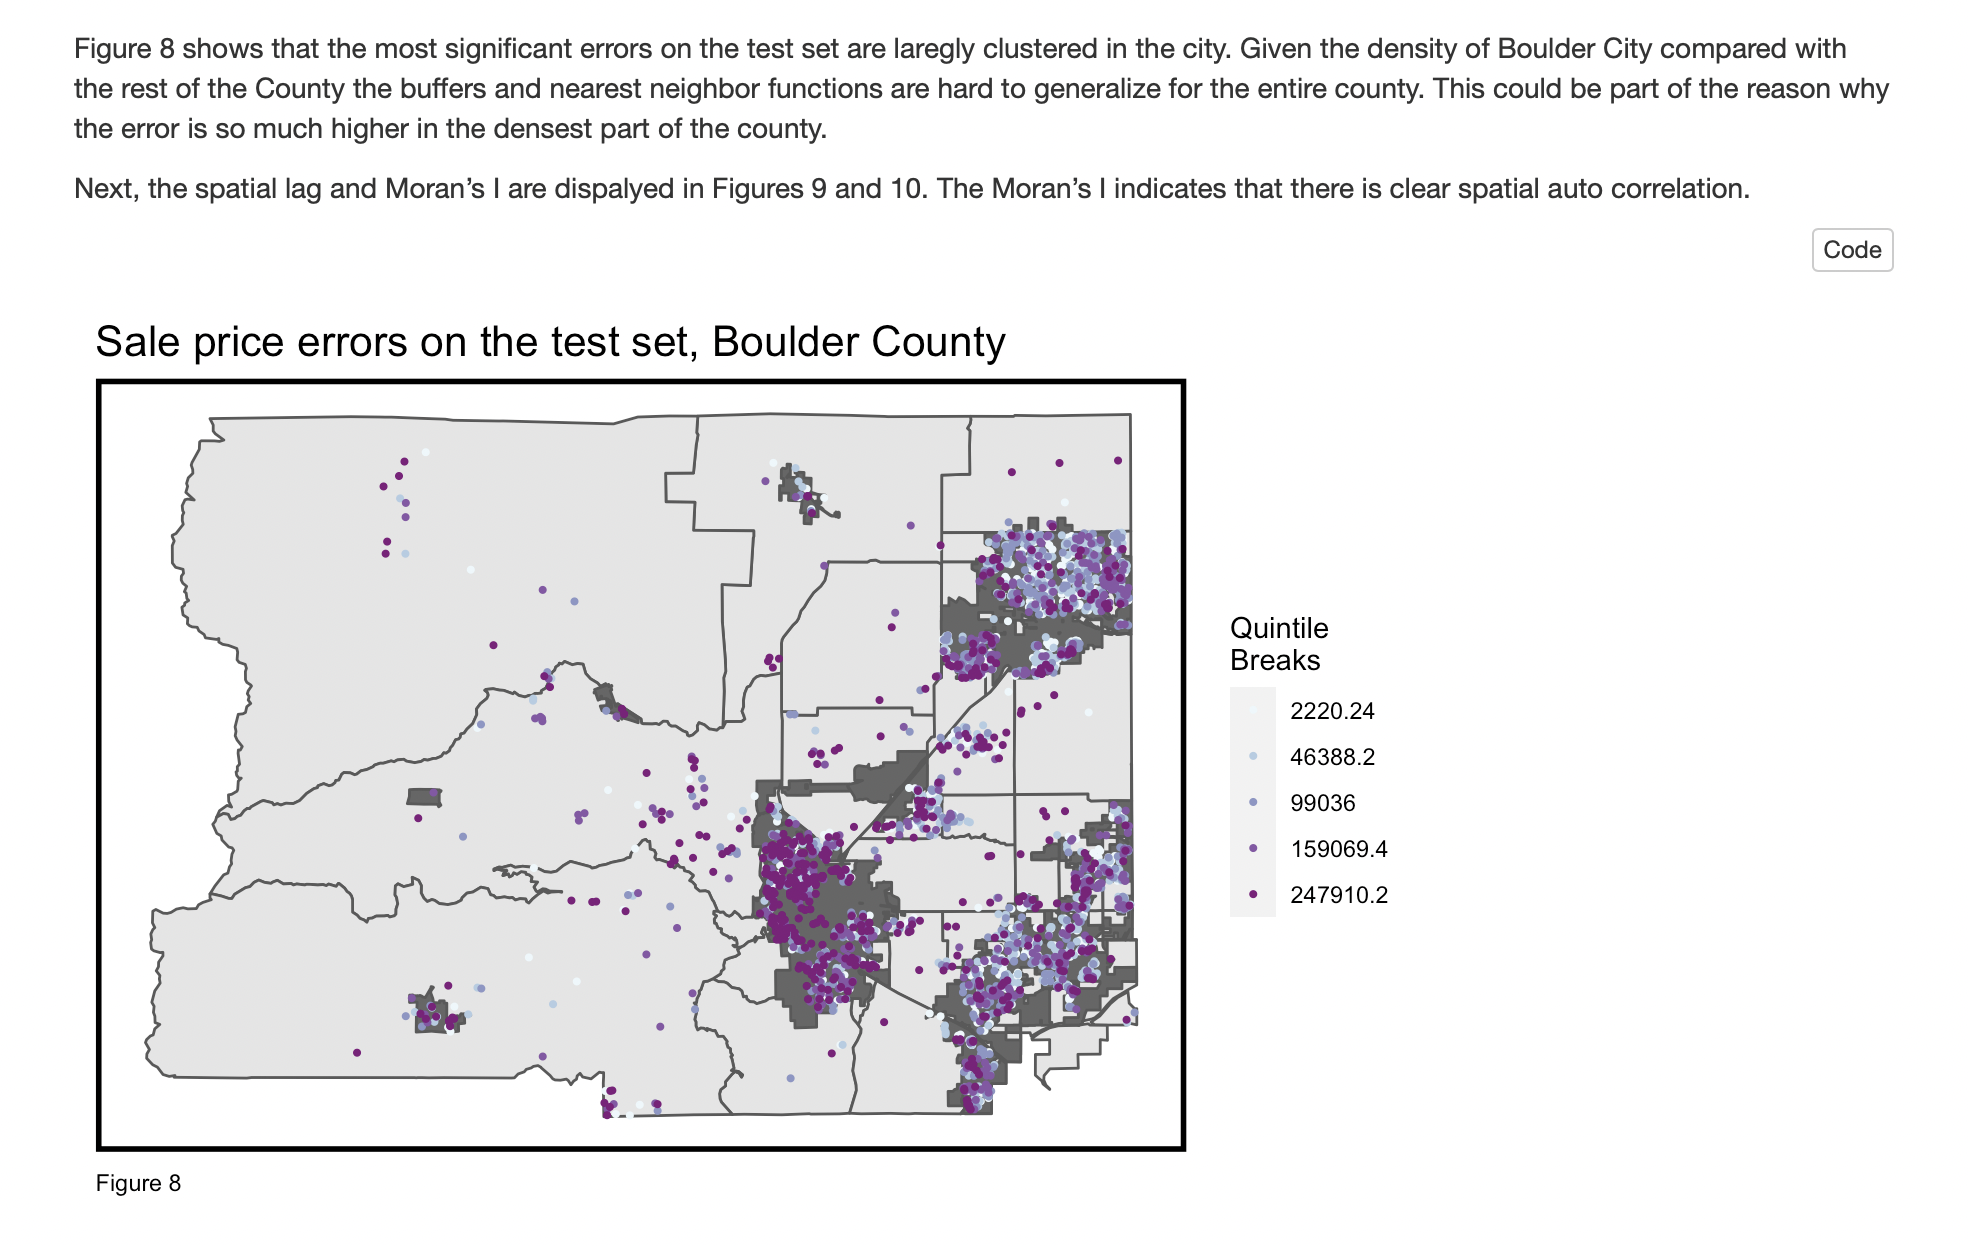 Figure 8 shows that the most significant errors on the test set are laregly clustered in the city. Given the density of Boulder City compared with
the rest of the County the buffers and nearest neighbor functions are hard to generalize for the entire county. This could be part of the reason why
the error is so much higher in the densest part of the county.
Next, the spatial lag and Moran’s I are dispalyed in Figures 9 and 10. The Moran’s I indicates that there is clear spatial auto correlation.
Code
Sale price errors on the test set, Boulder County
Quintile
Breaks
2220.24
46388.2
99036
159069.4
247910.2
Figure 8